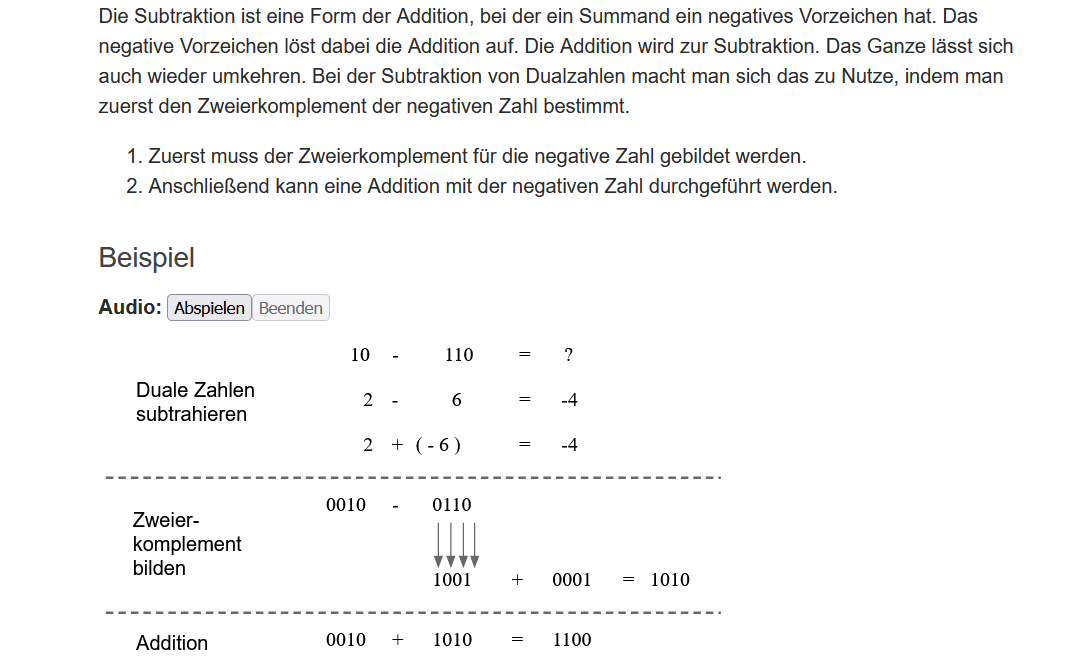 Die Subtraktion ist eine Form der Addition, bei der ein Summand ein negatives Vorzeichen hat. Das
negative Vorzeichen löst dabei die Addition auf. Die Addition wird zur Subtraktion. Das Ganze lässt sich
auch wieder umkehren. Bei der Subtraktion von Dualzahlen macht man sich das zu Nutze, indem man
zuerst den Zweierkomplement der negativen Zahl bestimmt.
1. Zuerst muss der Zweierkomplement für die negative Zahl gebildet werden.
2. Anschließend kann eine Addition mit der negativen Zahl durchgeführt werden.
Beispiel
Audio: Abspielen Beenden
10 - 110 = ?
Duale Zahlen
subtrahieren
2 - 6 = -4
2 + ( - 6 ) = -4
0010 - 0110
Zweier-
komplement
bilden
1001 + 0001 = 1010
Addition 0010 + 1010 = 1100